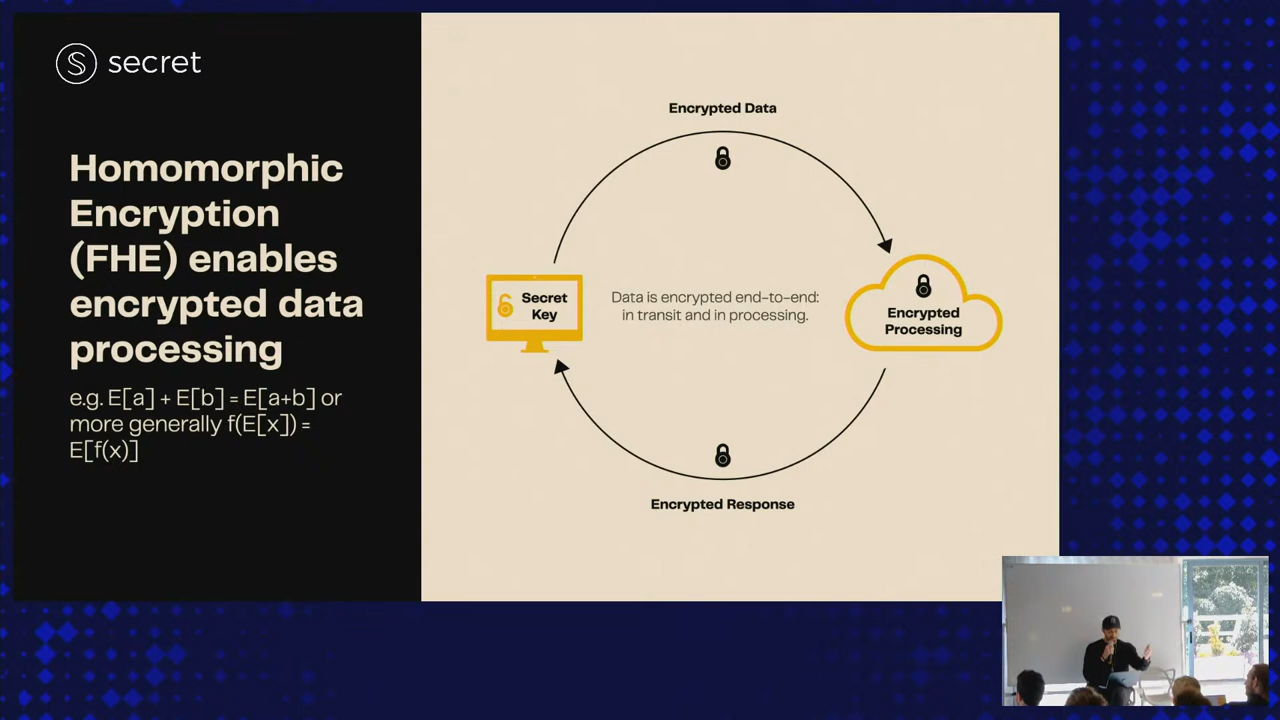 secret
Homomorphic
Encryption
(FHE) enables
encrypted data
processing
e.g. E[a] + E[b] = E[a+b] or
more generally f(E[x]) =
E[f(x)]
Encrypted Data
Secret
Key
Data is encrypted end-to-end:
in transit and in processing.
Encrypted
Processing
Encrypted Response